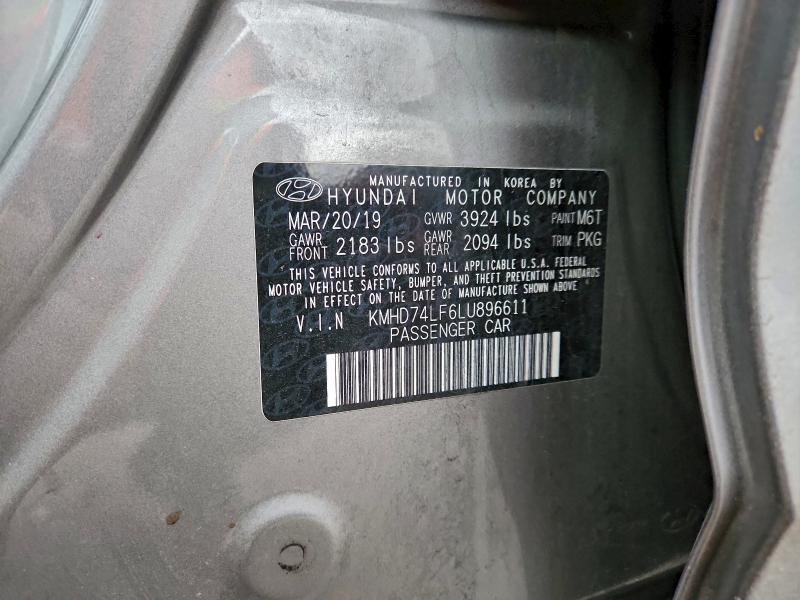 MANUFACTURED IN KOREA BY
HYUNDAI MOTOR COMPANY
MAR/20/19 GVWR 3924 lbs PAINT M6T
GAWR FRONT 2183 lbs GAWR REAR 2094 lbs TRIM PKG
THIS VEHICLE CONFORMS TO ALL APPLICABLE U.S.A. FEDERAL
MOTOR VEHICLE SAFETY, BUMPER, AND THEFT PREVENTION STANDARDS
IN EFFECT ON THE DATE OF MANUFACTURE SHOWN ABOVE
V.I.N KMHD74LF6LU896611
PASSENGER CAR